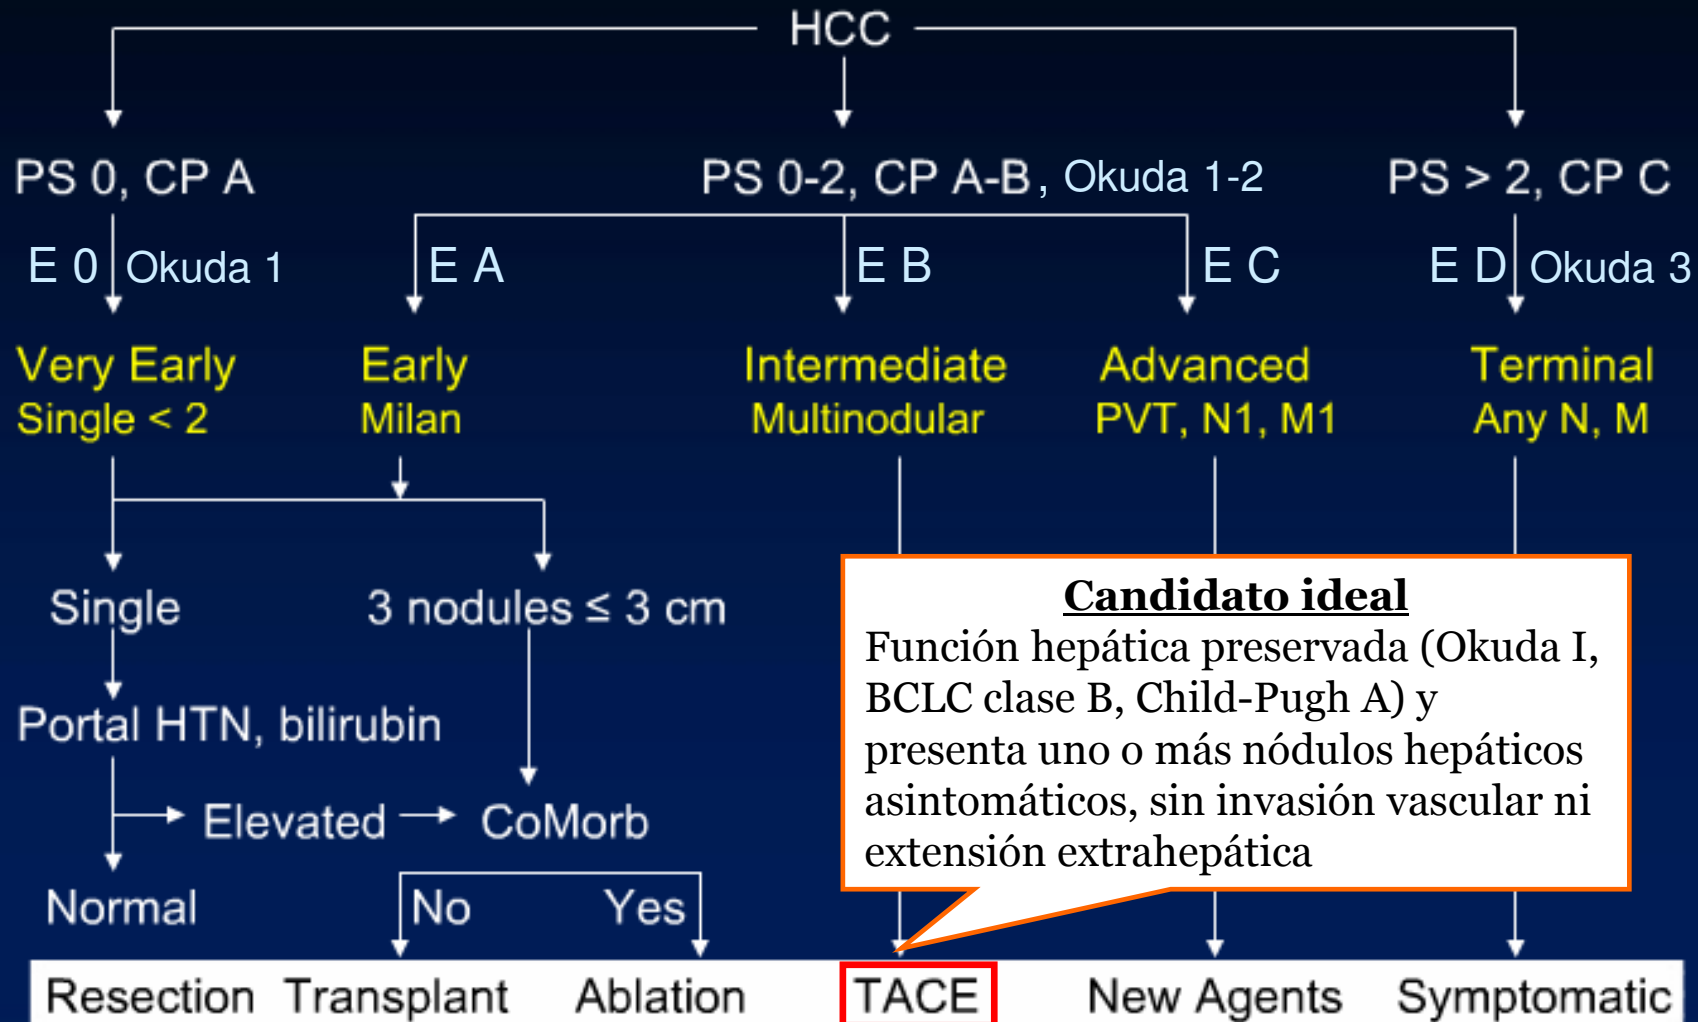 HCC
PS 0, CP A
PS 0-2, CP A-B, Okuda 1-2
PS > 2, CP C
E 0 Okuda 1
E A
E B
E C
E D Okuda 3
Very Early
Single < 2
Early
Milan
Intermediate
Multinodular
Advanced
PVT, N1, M1
Terminal
Any N, M
Single
3 nodules ≤ 3 cm
Portal HTN, bilirubin
Elevated
CoMorb
Normal
No
Yes
Candidato ideal
Función hepática preservada (Okuda I,
BCLC clase B, Child-Pugh A) y
presenta uno o más nódulos hepáticos
asintomáticos, sin invasión vascular ni
extensión extrahepática
Resection
Transplant
Ablation
TACE
New Agents
Symptomatic